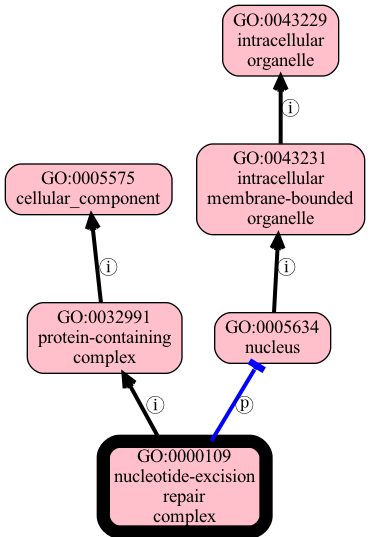 GO:0043229
intracellular
organelle
i
GO:0043231
intracellular
membrane-bounded
organelle
GO:0005575
cellular_component
i
i
GO:0032991
protein-containing
complex
GO:0005634
nucleus
i
p
GO:0000109
nucleotide-excision
repair
complex